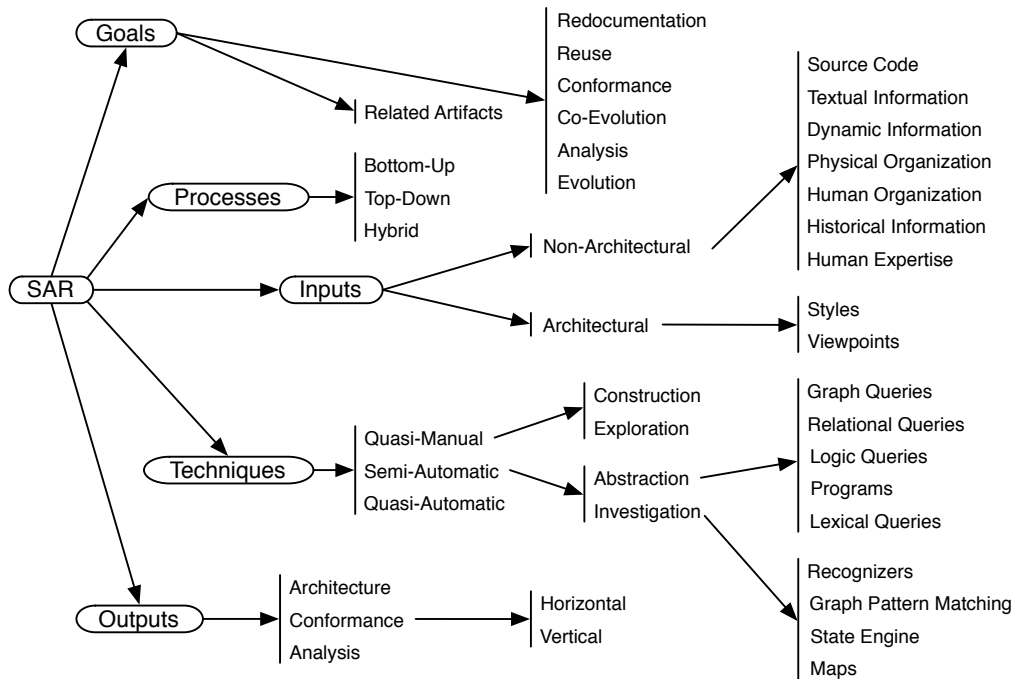 Goals
Related Artifacts
Redocumentation
Reuse
Conformance
Co-Evolution
Analysis
Evolution
Processes
Bottom-Up
Top-Down
Hybrid
SAR
Inputs
Non-Architectural
Source Code
Textual Information
Dynamic Information
Physical Organization
Human Organization
Historical Information
Human Expertise
Architectural
Styles
Viewpoints
Techniques
Quasi-Manual
Semi-Automatic
Quasi-Automatic
Construction
Exploration
Abstraction
Investigation
Graph Queries
Relational Queries
Logic Queries
Programs
Lexical Queries
Recognizers
Graph Pattern Matching
State Engine
Maps
Outputs
Architecture
Conformance
Analysis
Horizontal
Vertical